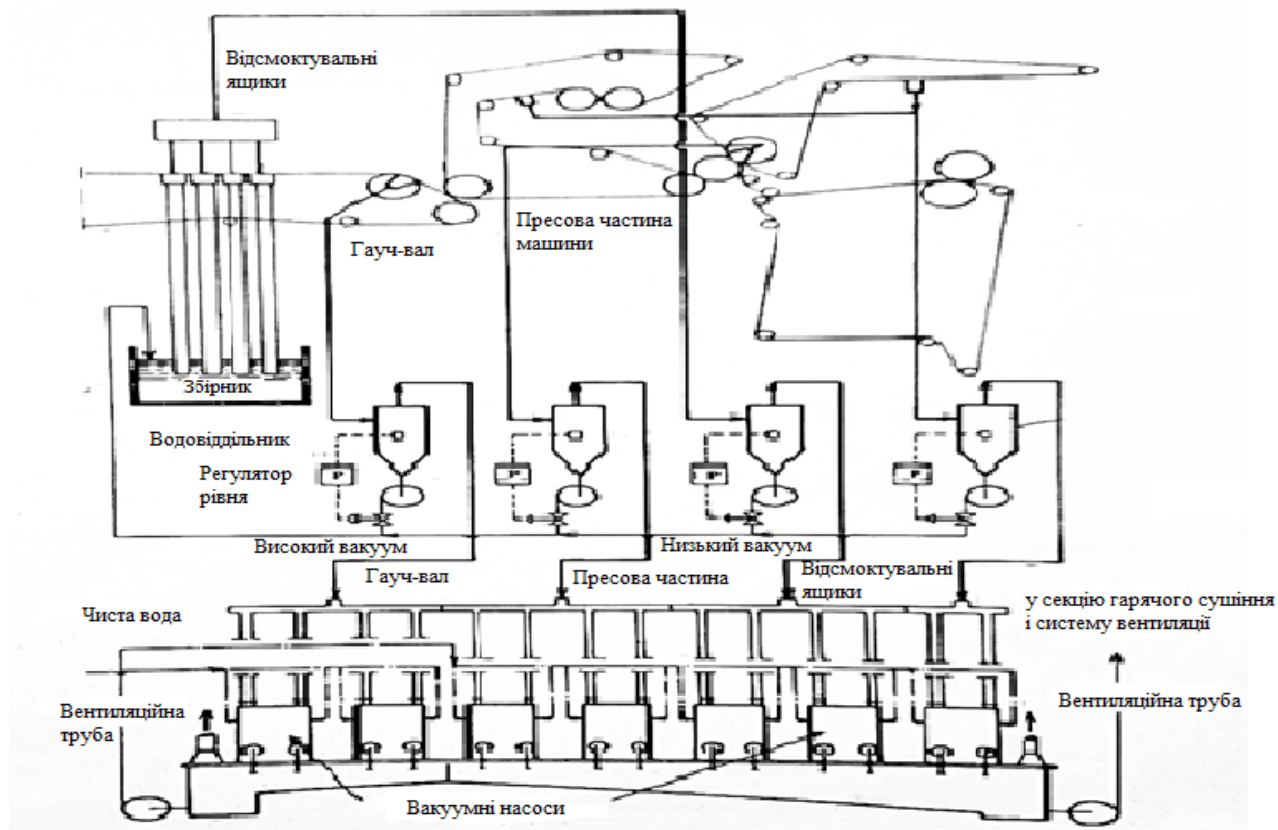 Відсмоктувальні
ящики
Пресова частина
машини
Гауч-вал
Збірник
Водовіддільник
Регулятор
рівня
P
P
P
P
Високий вакуум
Низький вакуум
Гауч-вал
Пресова частина
Відсмоктувальні
ящики
у секцію гарячого сушіння
і систему вентиляції
Чиста вода
Вентиляційна
труба
Вентиляційна труба
Вакуумні насоси